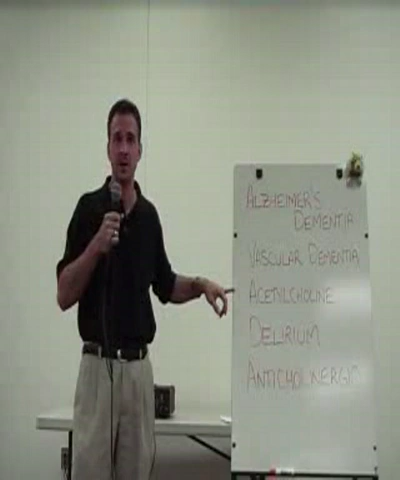 ALZHEIMER'S
DEMENTIA
VASCULAR DEMENTIA
ACETYLCHOLINE
DELIRIUM
ANTICHOLINERGIC